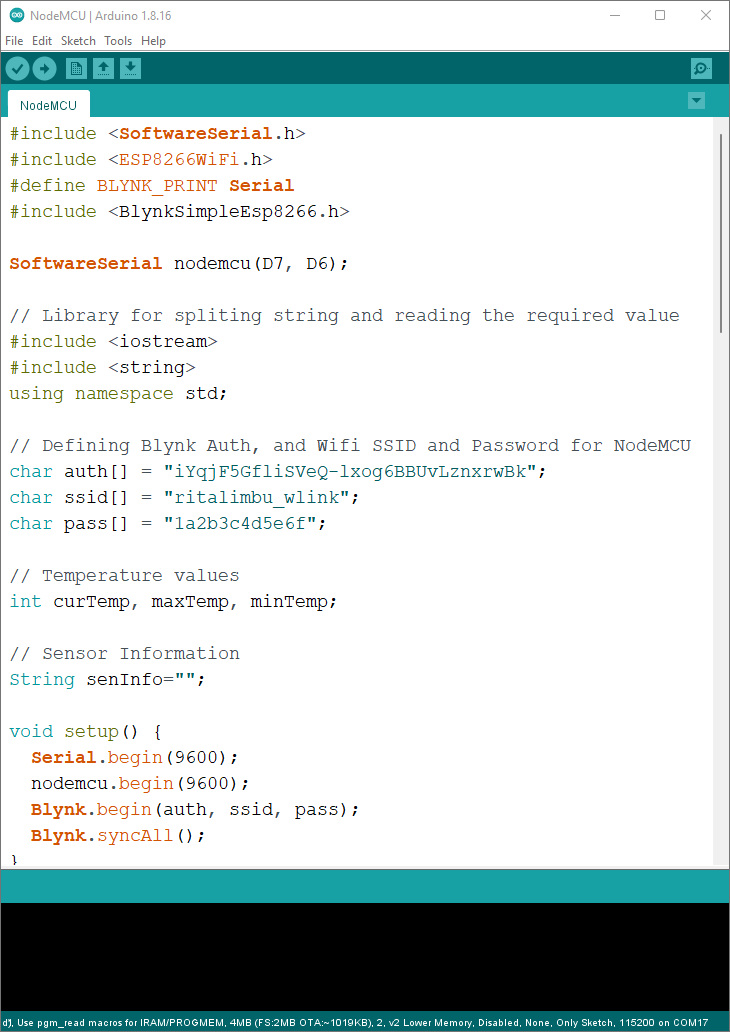 NodeMCU | Arduino 1.8.16
File Edit Sketch Tools Help
NodeMCU
#include <SoftwareSerial.h>
#include <ESP8266WiFi.h>
#define BLYNK_PRINT Serial
#include <BlynkSimpleEsp8266.h>
SoftwareSerial nodemcu(D7, D6);
// Library for spliting string and reading the required value
#include <iostream>
#include <string>
using namespace std;
// Defining Blynk Auth, and Wifi SSID and Password for NodeMCU
char auth[] = "iYqjF5GfliSVeQ-lxog6BBUvLznxrwBk";
char ssid[] = "ritalimbu_wlink";
char pass[] = "1a2b3c4d5e6f";
// Temperature values
int curTemp, maxTemp, minTemp;
// Sensor Information
String senInfo="";
void setup() {
  Serial.begin(9600);
  nodemcu.begin(9600);
  Blynk.begin(auth, ssid, pass);
  Blynk.syncAll();
}
d), Use pgm_read macros for IRAM/PROGMEM, 4MB (FS:2MB OTA:~1019KB), 2, v2 Lower Memory, Disabled, None, Only Sketch, 115200 on COM17